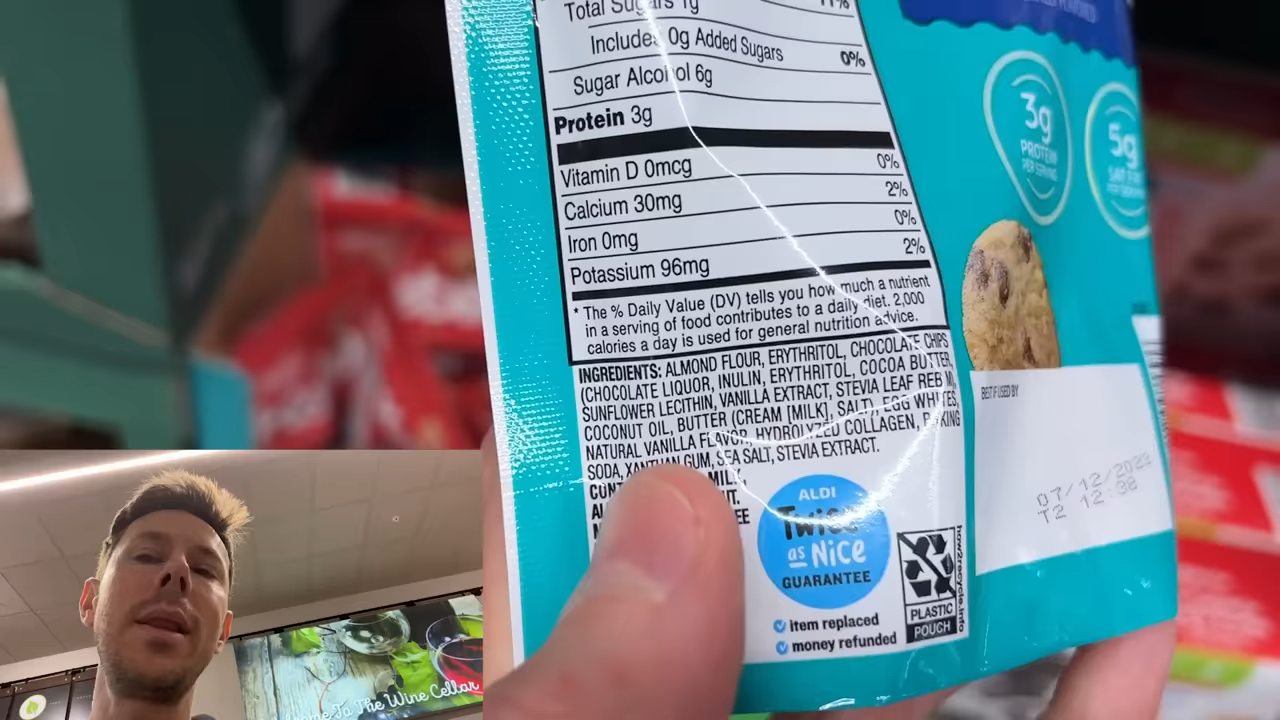 Total Sugars 1g
Includes 0g Added Sugars 0%
Sugar Alcohol 6g
Protein 3g
Vitamin D 0mcg 0%
Calcium 30mg 2%
Iron 0mg 0%
Potassium 96mg 2%
* The % Daily Value (DV) tells you how much a nutrient
in a serving of food contributes to a daily diet. 2,000
calories a day is used for general nutrition advice.
INGREDIENTS: ALMOND FLOUR, ERYTHRITOL, CHOCOLATE CHIPS
(CHOCOLATE LIQUOR, INULIN, ERYTHRITOL, COCOA BUTTER,
SUNFLOWER LECITHIN, VANILLA EXTRACT, STEVIA LEAF REB M),
COCONUT OIL, BUTTER (CREAM [MILK], SALT), EGG WHITES,
NATURAL VANILLA FLAVOR, HYDROLYZED COLLAGEN, BAKING
SODA, XANTHAN GUM, SEA SALT, STEVIA EXTRACT.
MILK,
ALDI
Twice
as Nice
GUARANTEE
item replaced
money refunded
PLASTIC
POUCH
how2recycle.info
3g
PROTEIN
PER SERVING
5g
BEST IF USED BY
07/12/2023
T2 12:38
To The Wine Cellar